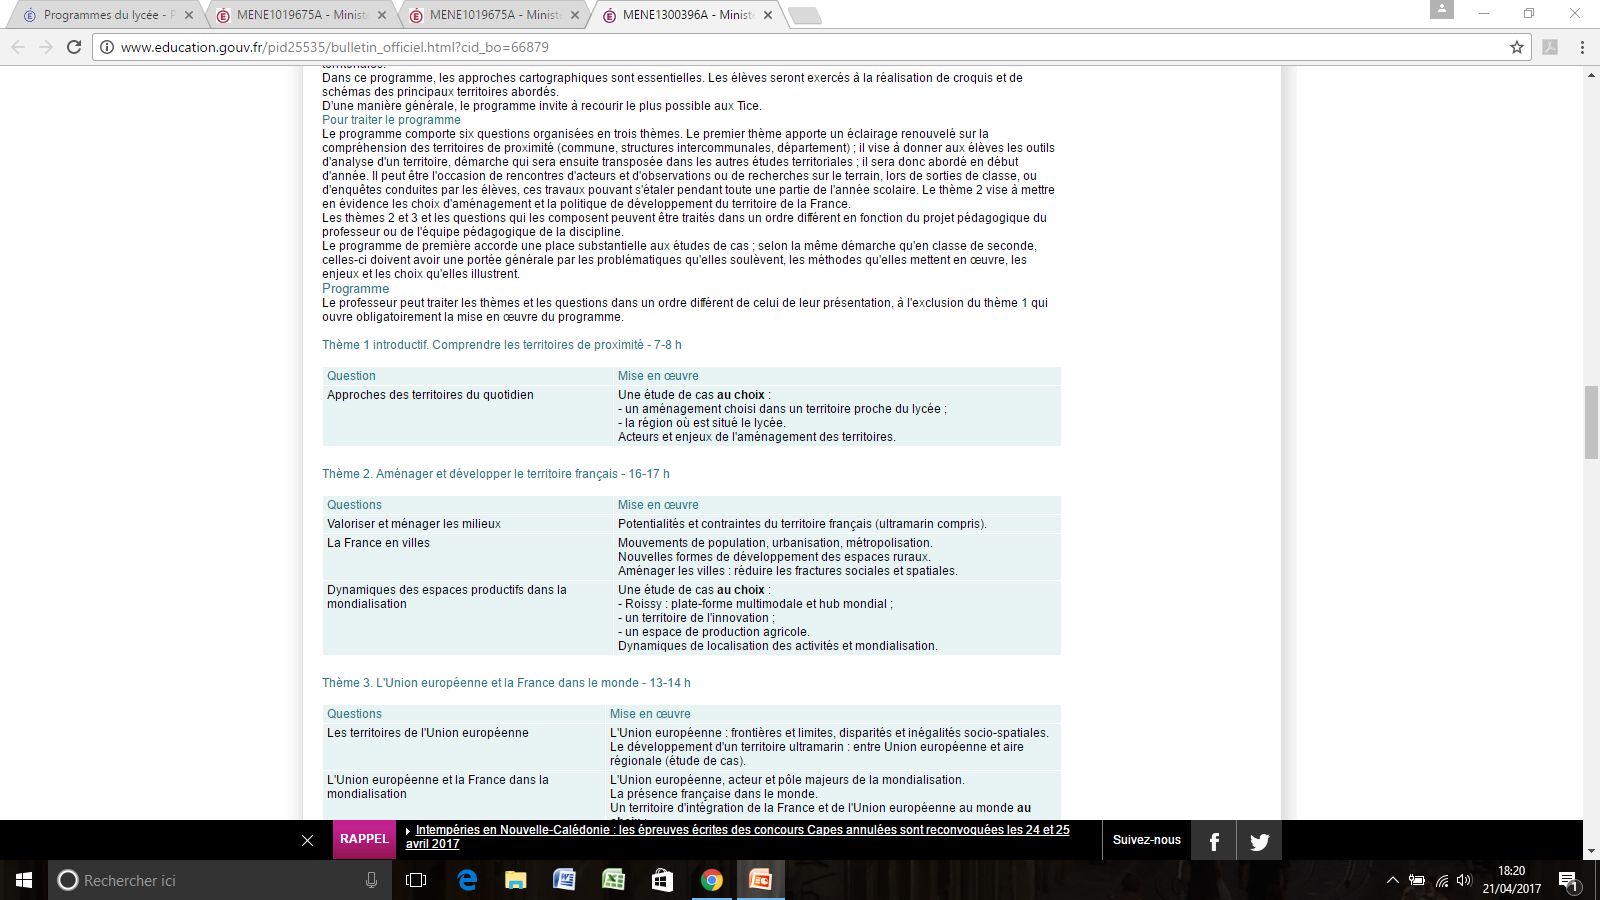 Programmes du lycée - P
MENE1019675A - Ministè
MENE1019675A - Ministè
MENE1300396A - Ministè
www.education.gouv.fr/pid25535/bulletin_officiel.html?cid_bo=66879
territoriales.
Dans ce programme, les approches cartographiques sont essentielles. Les élèves seront exercés à la réalisation de croquis et de
schémas des principaux territoires abordés.
D'une manière générale, le programme invite à recourir le plus possible aux Tice.
Pour traiter le programme
Le programme comporte six questions organisées en trois thèmes. Le premier thème apporte un éclairage renouvelé sur la
compréhension des territoires de proximité (commune, structures intercommunales, département) ; il vise à donner aux élèves les outils
d'analyse d'un territoire, démarche qui sera ensuite transposée dans les autres études territoriales ; il sera donc abordé en début
d'année. Il peut être l'occasion de rencontres d'acteurs et d'observations ou de recherches sur le terrain, lors de sorties de classe, ou
d'enquêtes conduites par les élèves, ces travaux pouvant s'étaler pendant toute une partie de l'année scolaire. Le thème 2 vise à mettre
en évidence les choix d'aménagement et la politique de développement du territoire de la France.
Les thèmes 2 et 3 et les questions qui les composent peuvent être traités dans un ordre différent en fonction du projet pédagogique du
professeur ou de l'équipe pédagogique de la discipline.
Le programme de première accorde une place substantielle aux études de cas ; selon la même démarche qu'en classe de seconde,
celles-ci doivent avoir une portée générale par les problématiques qu'elles soulèvent, les méthodes qu'elles mettent en œuvre, les
enjeux et les choix qu'elles illustrent.
Programme
Le professeur peut traiter les thèmes et les questions dans un ordre différent de celui de leur présentation, à l'exclusion du thème 1 qui
ouvre obligatoirement la mise en œuvre du programme.
Thème 1 introductif. Comprendre les territoires de proximité - 7-8 h
Question
Mise en œuvre
Approches des territoires du quotidien
Une étude de cas au choix :
- un aménagement choisi dans un territoire proche du lycée ;
- la région où est situé le lycée.
Acteurs et enjeux de l'aménagement des territoires.
Thème 2. Aménager et développer le territoire français - 16-17 h
Questions
Mise en œuvre
Valoriser et ménager les milieux
Potentialités et contraintes du territoire français (ultramarin compris).
La France en villes
Mouvements de population, urbanisation, métropolisation.
Nouvelles formes de développement des espaces ruraux.
Aménager les villes : réduire les fractures sociales et spatiales.
Dynamiques des espaces productifs dans la
mondialisation
Une étude de cas au choix :
- Roissy : plate-forme multimodale et hub mondial ;
- un territoire de l'innovation ;
- un espace de production agricole.
Dynamiques de localisation des activités et mondialisation.
Thème 3. L'Union européenne et la France dans le monde - 13-14 h
Questions
Mise en œuvre
Les territoires de l'Union européenne
L'Union européenne : frontières et limites, disparités et inégalités socio-spatiales.
Le développement d'un territoire ultramarin : entre Union européenne et aire
régionale (étude de cas).
L'Union européenne et la France dans la
mondialisation
L'Union européenne, acteur et pôle majeurs de la mondialisation.
La présence française dans le monde.
Un territoire d'intégration de la France et de l'Union européenne au monde au
choix :
RAPPEL
Intempéries en Nouvelle-Calédonie : les épreuves écrites des concours Capes annulées sont reconvoquées les 24 et 25
avril 2017
Suivez-nous
Rechercher ici
18:20
21/04/2017
1